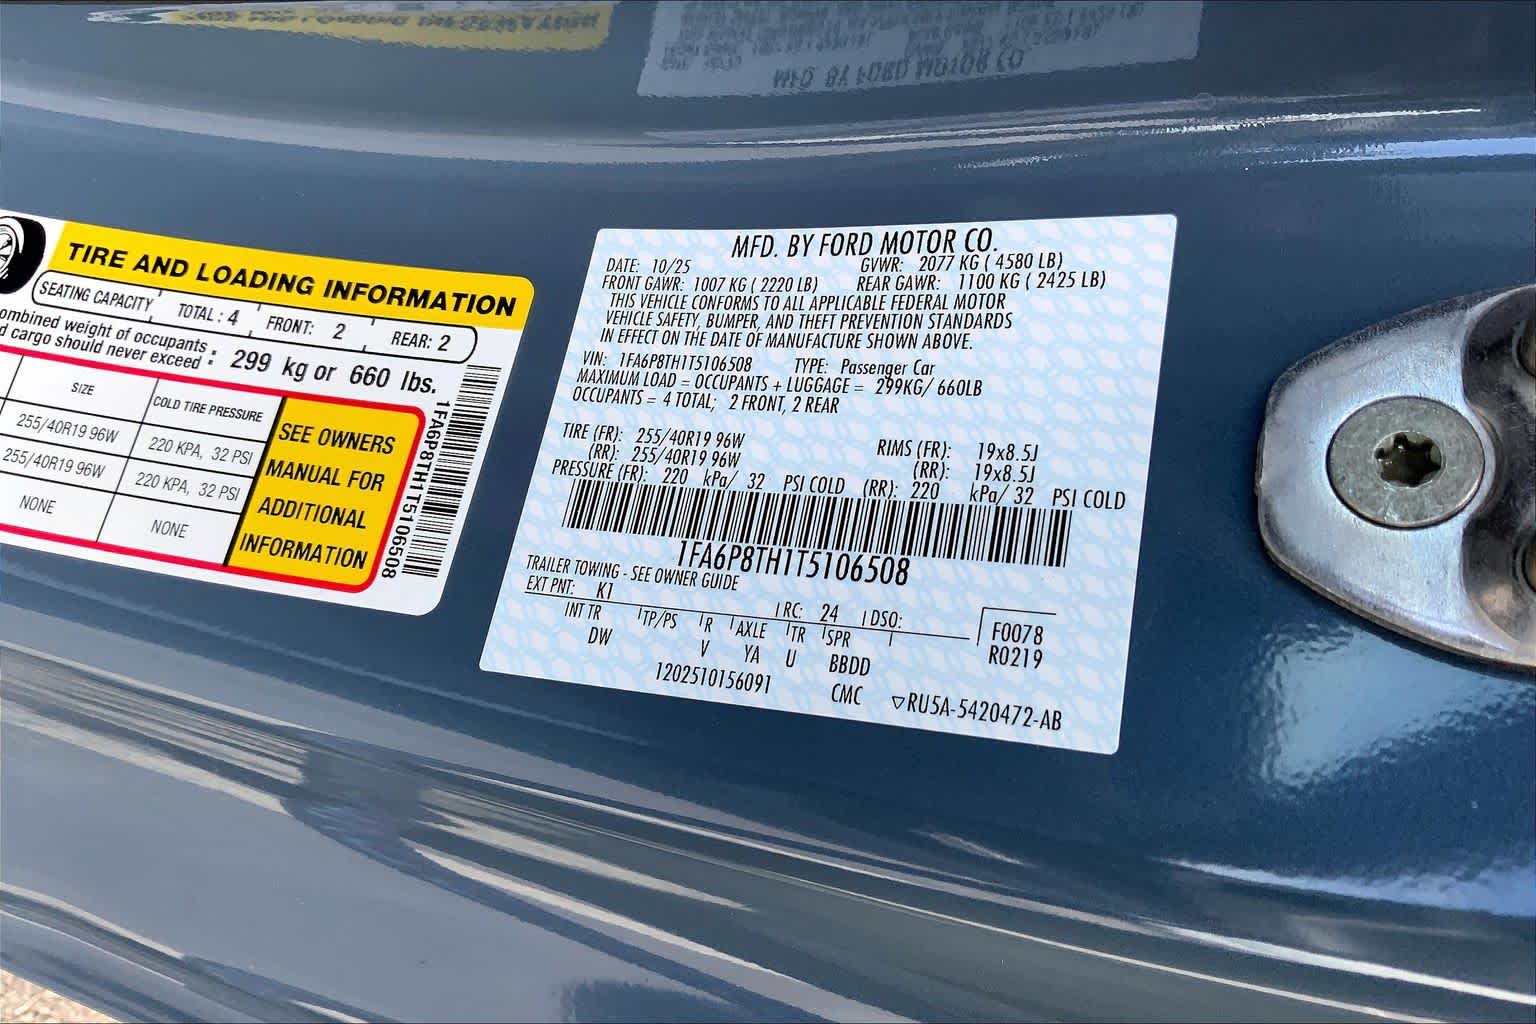 TIRE AND LOADING INFORMATION
SEATING CAPACITY TOTAL : 4 FRONT: 2 REAR: 2
ombined weight of occupants
d cargo should never exceed : 299 kg or 660 lbs.
SIZE COLD TIRE PRESSURE
255/40R19 96W 220 KPA, 32 PSI
255/40R19 96W 220 KPA, 32 PSI
NONE NONE
SEE OWNERS
MANUAL FOR
ADDITIONAL
INFORMATION
1FA6P8TH1T5106508
MFD. BY FORD MOTOR CO.
DATE: 10/25 GVWR: 2077 KG ( 4580 LB)
FRONT GAWR: 1007 KG ( 2220 LB) REAR GAWR: 1100 KG ( 2425 LB)
THIS VEHICLE CONFORMS TO ALL APPLICABLE FEDERAL MOTOR
VEHICLE SAFETY, BUMPER, AND THEFT PREVENTION STANDARDS
IN EFFECT ON THE DATE OF MANUFACTURE SHOWN ABOVE.
VIN: 1FA6P8TH1T5106508 TYPE: Passenger Car
MAXIMUM LOAD = OCCUPANTS + LUGGAGE = 299KG/ 660LB
OCCUPANTS = 4 TOTAL; 2 FRONT, 2 REAR
TIRE (FR): 255/40R19 96W RIMS (FR): 19x8.5J
(RR): 255/40R19 96W (RR): 19x8.5J
PRESSURE (FR): 220 kPa/ 32 PSI COLD (RR): 220 kPa/ 32 PSI COLD
1FA6P8TH1T5106508
TRAILER TOWING - SEE OWNER GUIDE
EXT PNT: K1 RC: 24 DSO:
INT TR TP/PS R AXLE TR SPR F0078
DW V YA U BBDD R0219
1202510156091 CMC ▽RU5A-5420472-AB